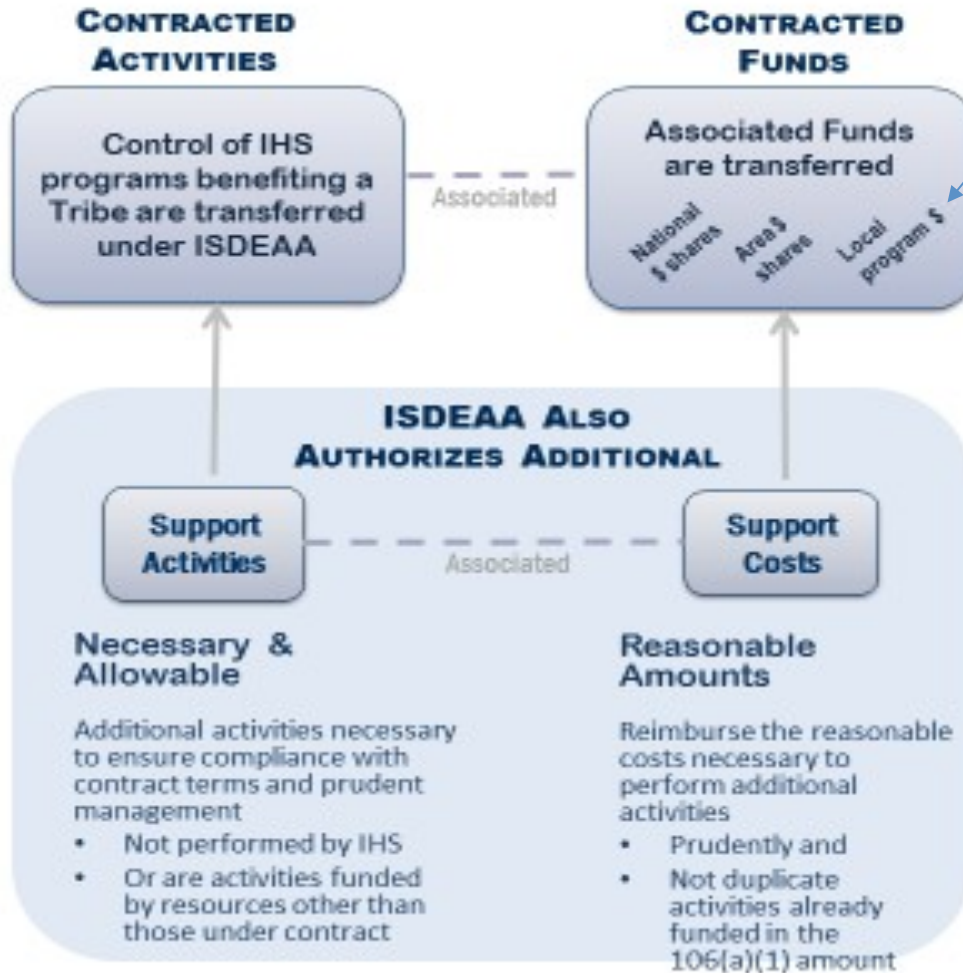 CONTRACTED
ACTIVITIES
Control of IHS
programs benefiting a
Tribe are transferred
under ISDEAA
Associated
CONTRACTED
FUNDS
Associated Funds
are transferred
National
$ shares
Area $
shares
Local
program $
ISDEAA ALSO
AUTHORIZES ADDITIONAL
Support
Activities
Associated
Support
Costs
Necessary &
Allowable
Additional activities necessary
to ensure compliance with
contract terms and prudent
management
• Not performed by IHS
• Or are activities funded
by resources other than
those under contract
Reasonable
Amounts
Reimburse the reasonable
costs necessary to
perform additional
activities
• Prudently and
• Not duplicate
activities already
funded in the
106(a)(1) amount